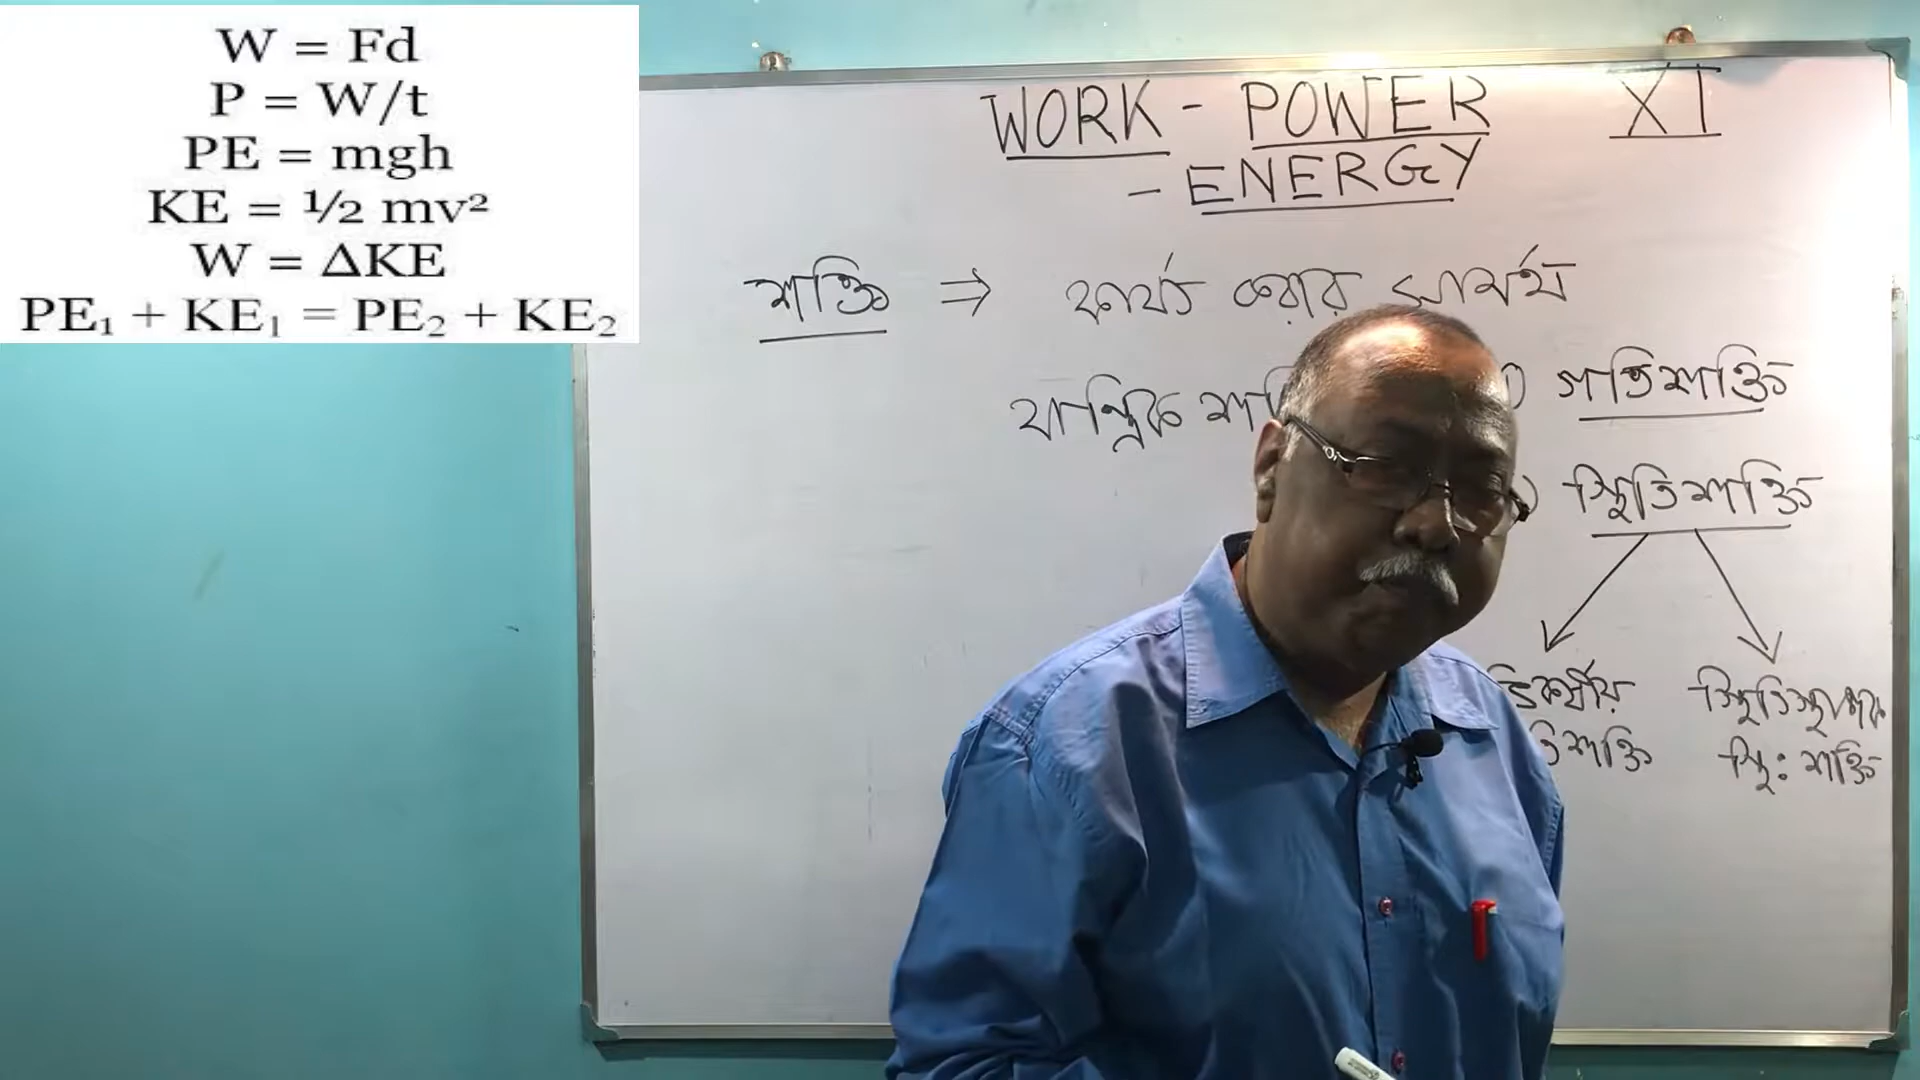 W = Fd
P = W/t
PE = mgh
KE = ½ mv²
W = ΔKE
PE₁ + KE₁ = PE₂ + KE₂
WORK - POWER XI
- ENERGY
শক্তি ⇒ কার্য করার সামর্থ্য
যান্ত্রিক গতিশক্তি
স্থিতিশক্তি
স্থিতিস্থাপক
স্থিঃ শক্তি